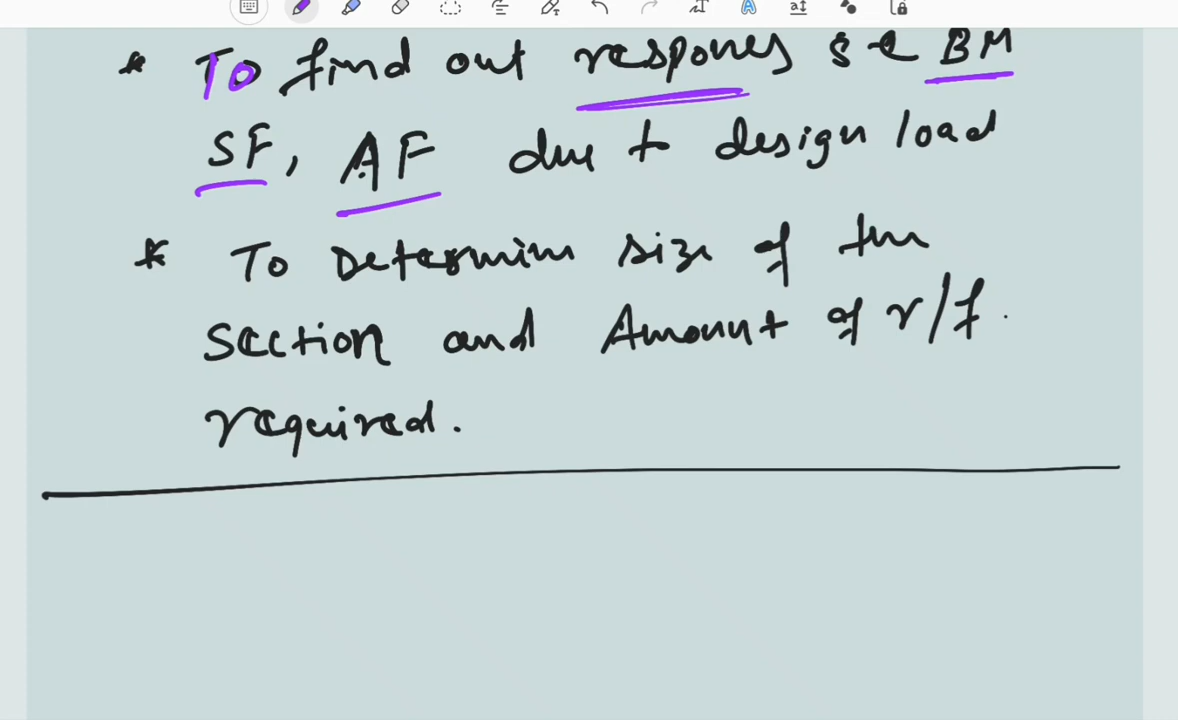 * To find out respones s e BM
SF, AF due to design load
* To Determine size of the
section and Amount of r/f.
required.